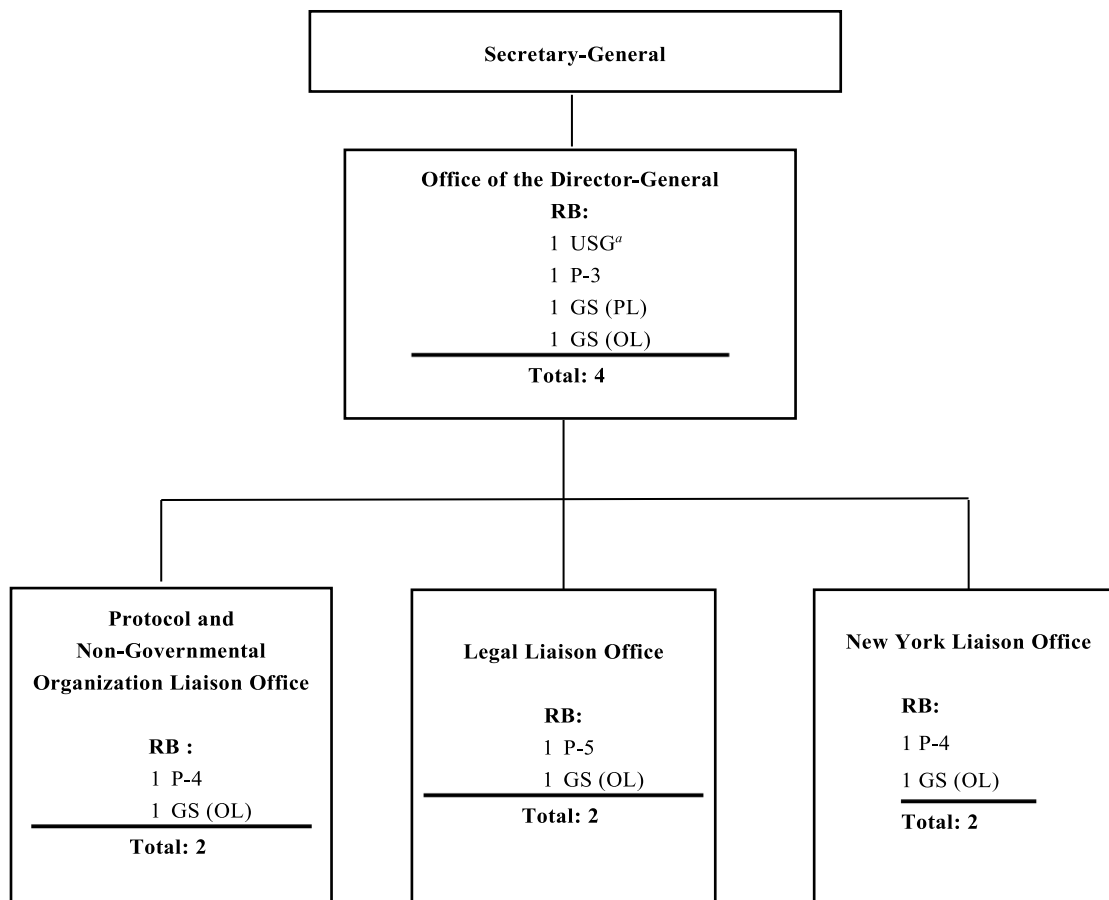 Secretary-General
Office of the Director-General
RB:
1 USGᵃ
1 P-3
1 GS (PL)
1 GS (OL)
Total: 4
Protocol and
Non-Governmental
Organization Liaison Office
RB :
1 P-4
1 GS (OL)
Total: 2
Legal Liaison Office
RB:
1 P-5
1 GS (OL)
Total: 2
New York Liaison Office
RB:
1 P-4
1 GS (OL)
Total: 2